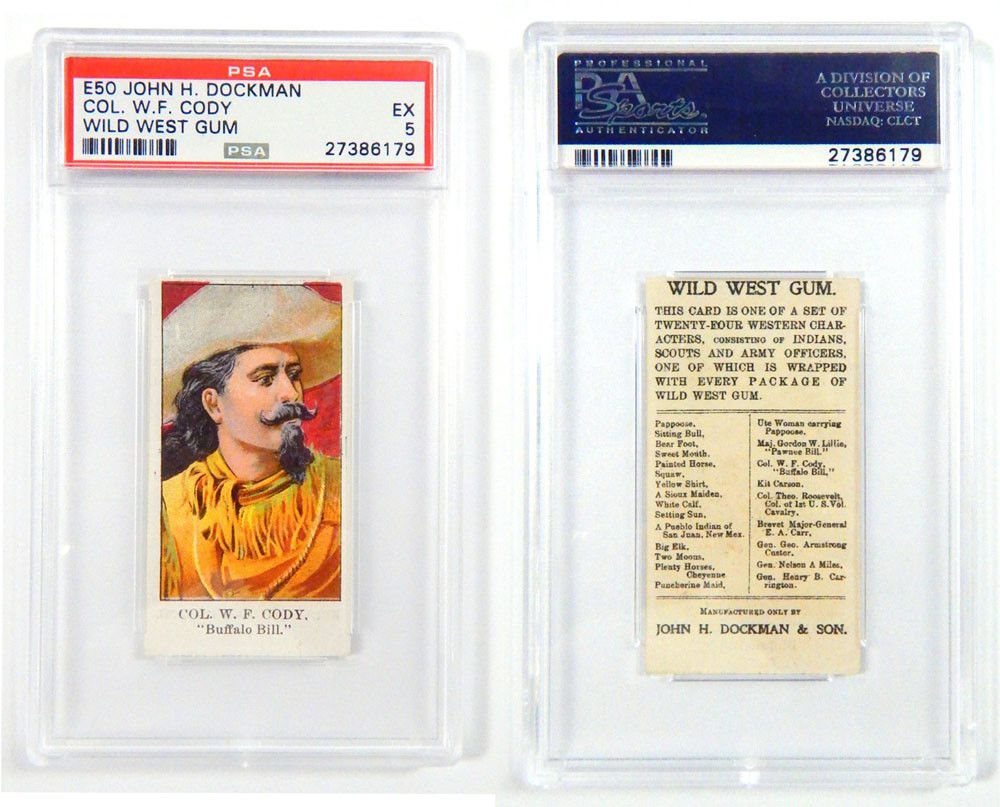 PSA
E50 JOHN H. DOCKMAN
COL. W.F. CODY EX
WILD WEST GUM 5
PSA 27386179
COL. W. F. CODY,
"Buffalo Bill."
PROFESSIONAL
PSA
Sports
AUTHENTICATOR
A DIVISION OF
COLLECTORS
UNIVERSE
NASDAQ: CLCT
27386179
WILD WEST GUM.
THIS CARD IS ONE OF A SET OF
TWENTY-FOUR WESTERN CHAR-
ACTERS, CONSISTING OF INDIANS,
SCOUTS AND ARMY OFFICERS,
ONE OF WHICH IS WRAPPED
WITH EVERY PACKAGE OF
WILD WEST GUM.
Pappoose,
Sitting Bull,
Bear Foot,
Sweet Mouth.
Painted Horse,
Squaw,
Yellow Shirt,
A Sioux Maiden,
White Calf,
Setting Sun,
A Pueblo Indian of
San Juan, New Mex.
Big Elk,
Two Moons,
Plenty Horses,
Cheyenne
Puncherine Maid,
Ute Woman carrying
Pappoose.
Maj. Gordon W. Lillie,
"Pawnee Bill."
Col. W. F. Cody,
"Buffalo Bill,"
Kit Carson.
Col. Theo. Roosevelt,
Col. of 1st U. S. Vol.
Cavalry.
Brevet Major-General
E. A. Carr,
Gen. Geo. Armstrong
Custer.
Gen. Nelson A Miles,
Gen. Henry B. Car-
rington.
MANUFACTURED ONLY BY
JOHN H. DOCKMAN & SON.